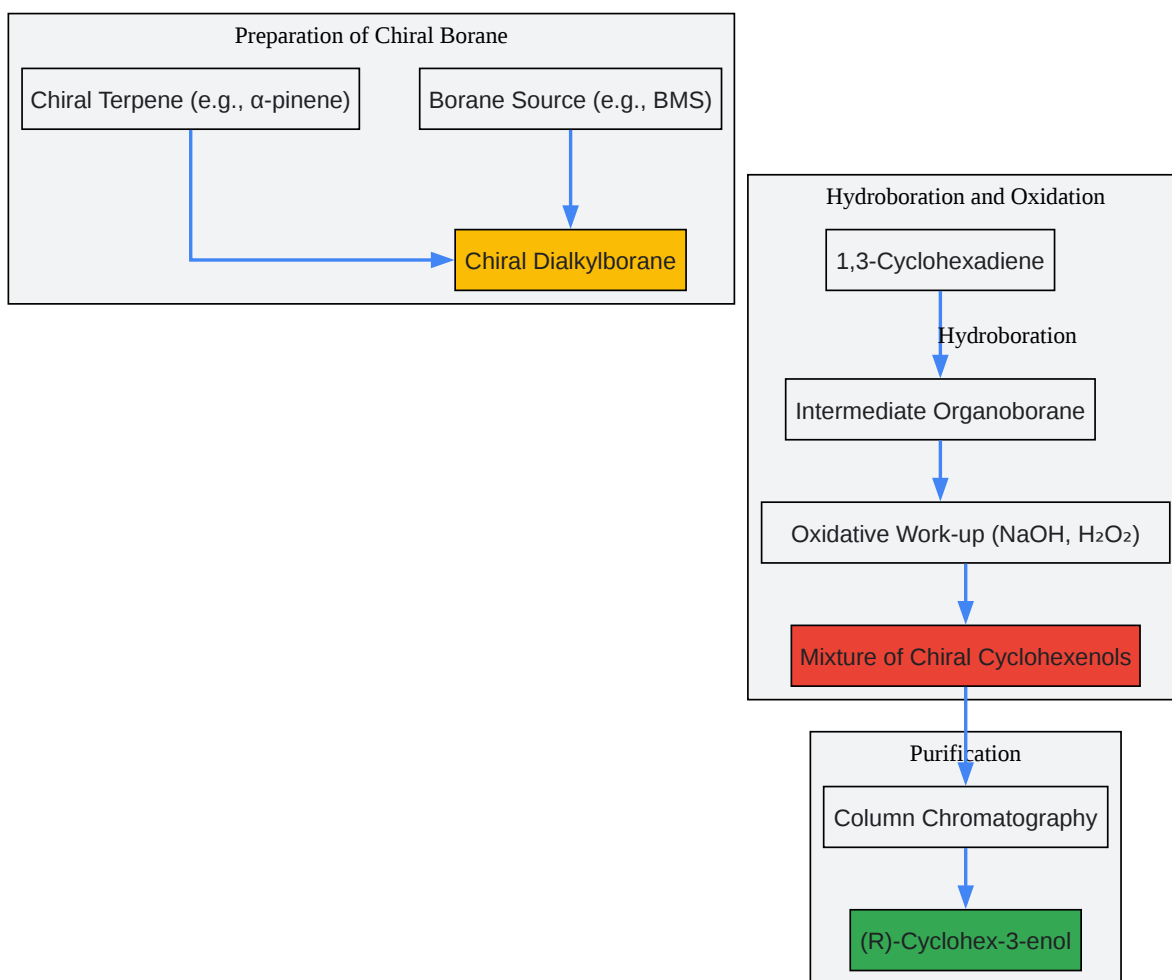 Preparation of Chiral Borane
Chiral Terpene (e.g., α-pinene)
Borane Source (e.g., BMS)
Chiral Dialkylborane
Hydroboration and Oxidation
1,3-Cyclohexadiene
Hydroboration
Intermediate Organoborane
Oxidative Work-up (NaOH, H₂O₂)
Mixture of Chiral Cyclohexenols
Purification
Column Chromatography
(R)-Cyclohex-3-enol